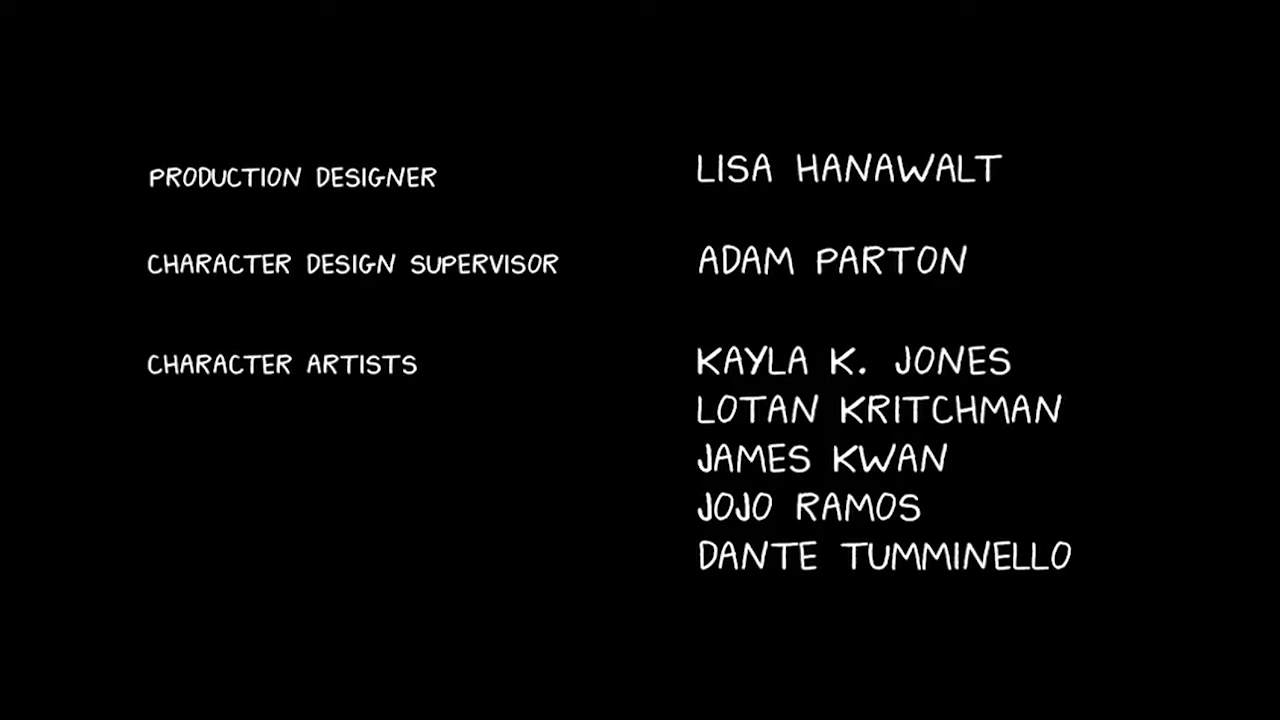 PRODUCTION DESIGNER LISA HANAWALT
CHARACTER DESIGN SUPERVISOR ADAM PARTON
CHARACTER ARTISTS KAYLA K. JONES
LOTAN KRITCHMAN
JAMES KWAN
JOJO RAMOS
DANTE TUMMINELLO